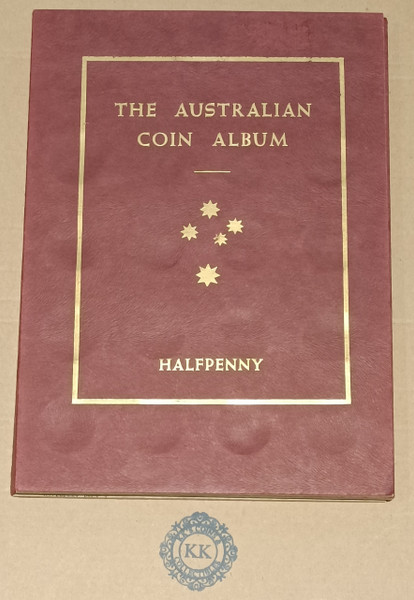 THE AUSTRALIAN
COIN ALBUM
HALFPENNY
KK